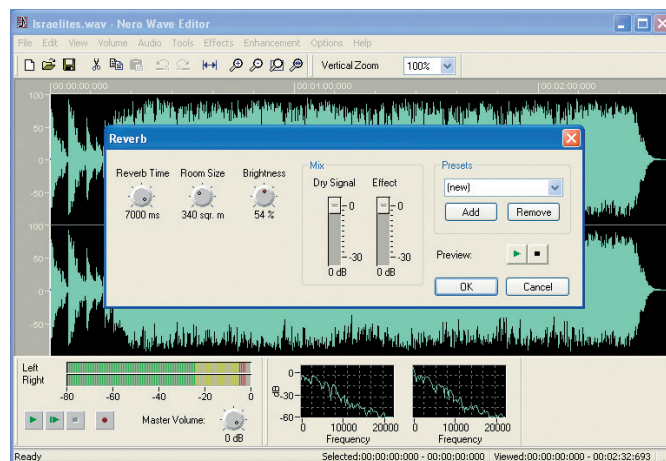 Israelites.wav - Nero Wave Editor
File Edit View Volume Audio Tools Effects Enhancement Options Help
Vertical Zoom 100%
00:00:00:000 00:01:00:000 00:02:00:000
100
50
0
-50
100
50
0
-50
Reverb
Reverb Time Room Size Brightness
7000 ms 340 sqr. m 54 %
Mix
Dry Signal Effect
0 0
-30 -30
0 dB 0 dB
Presets
(new)
Add Remove
Preview:
OK Cancel
Left
Right
-80 -60 -40 -20 0
Master Volume:
0 dB
dB
0
-30
-60
0 10000 20000 0 10000 20000
Frequency Frequency
Ready Selected:00:00:00:000 - 00:00:00:000 Viewed:00:00:00:000 - 00:02:32:693